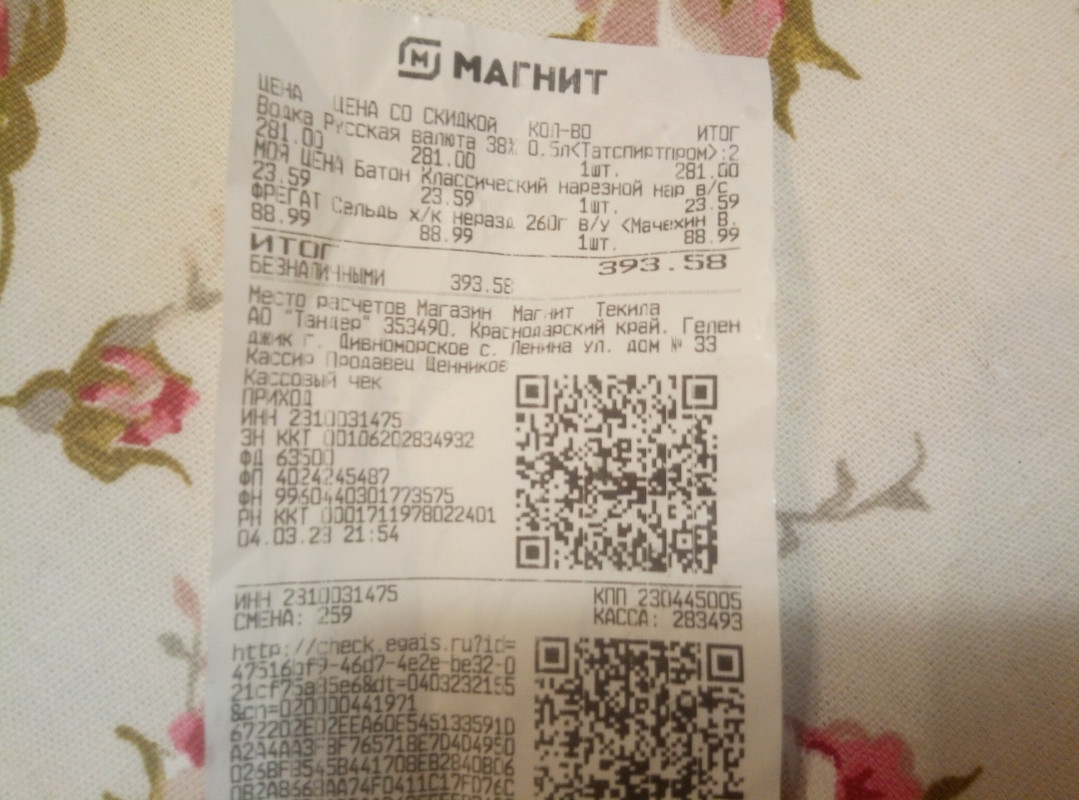 МАГНИТ
ЦЕНА ЦЕНА СО СКИДКОЙ КОЛ-ВО ИТОГ
Водка Русская валюта 38% 0.5л<Татспиртпром>:2
281.00 281.00 1шт. 281.00
МОЯ ЦЕНА Батон Классический нарезной нар в/с
23.59 23.59 1шт. 23.59
ФРЕГАТ Сельдь х/к неразд 260г в/у <Мачехин В.
88.99 88.99 1шт. 88.99
ИТОГ 393.58
БЕЗНАЛИЧНЫМИ 393.58
Место расчетов Магазин Магнит Текила
АО "Тандер" 353490, Краснодарский край, Гелен
джик г, Дивноморское с, Ленина ул, дом № 33
Кассир Продавец Ценников
Кассовый чек
ПРИХОД
ИНН 2310031475
ЗН ККТ 00106202834932
ФД 63500
ФП 4024245487
ФН 9960440301773575
РН ККТ 0001711978022401
04.03.23 21:54
ИНН 2310031475 КПП 230445005
СМЕНА: 259 КАССА: 283493
http://check.egais.ru?id=
47516bf9-46d7-4e2e-be32-0
21cf75a35e6&dt=0403232155
&cn=020000441971